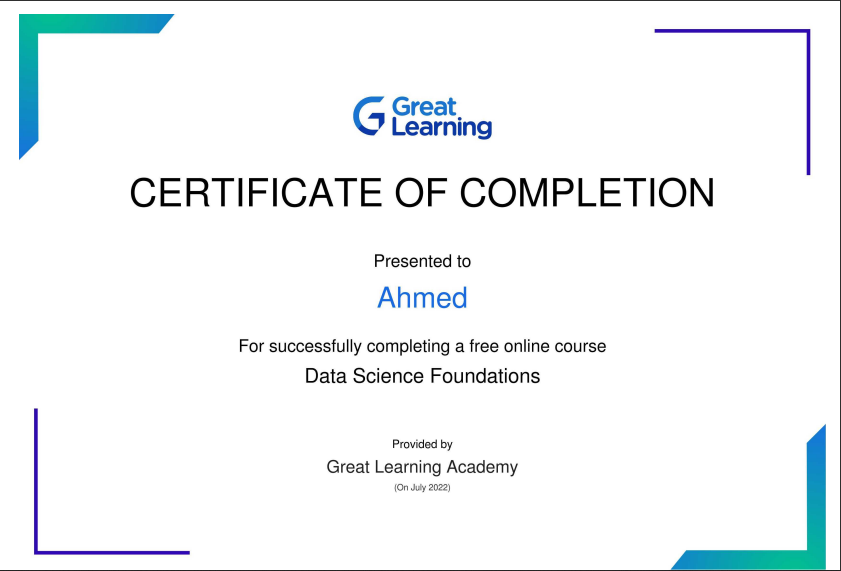 Great
Learning
CERTIFICATE OF COMPLETION
Presented to
Ahmed
For successfully completing a free online course
Data Science Foundations
Provided by
Great Learning Academy
(On July 2022)